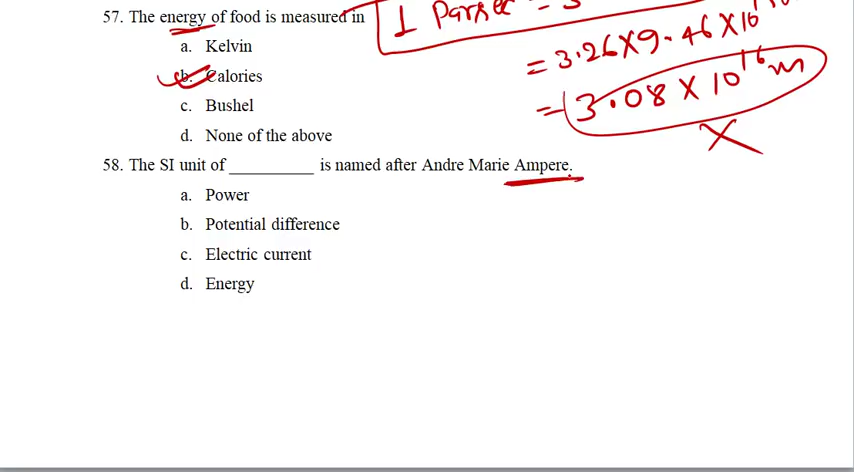 57. The energy of food is measured in
a. Kelvin
b. Calories
c. Bushel
d. None of the above
1 Parsec = 3
= 3.26 X 9.46 X 10
= 3.08 X 10¹⁶ m
X
58. The SI unit of __________ is named after Andre Marie Ampere.
a. Power
b. Potential difference
c. Electric current
d. Energy